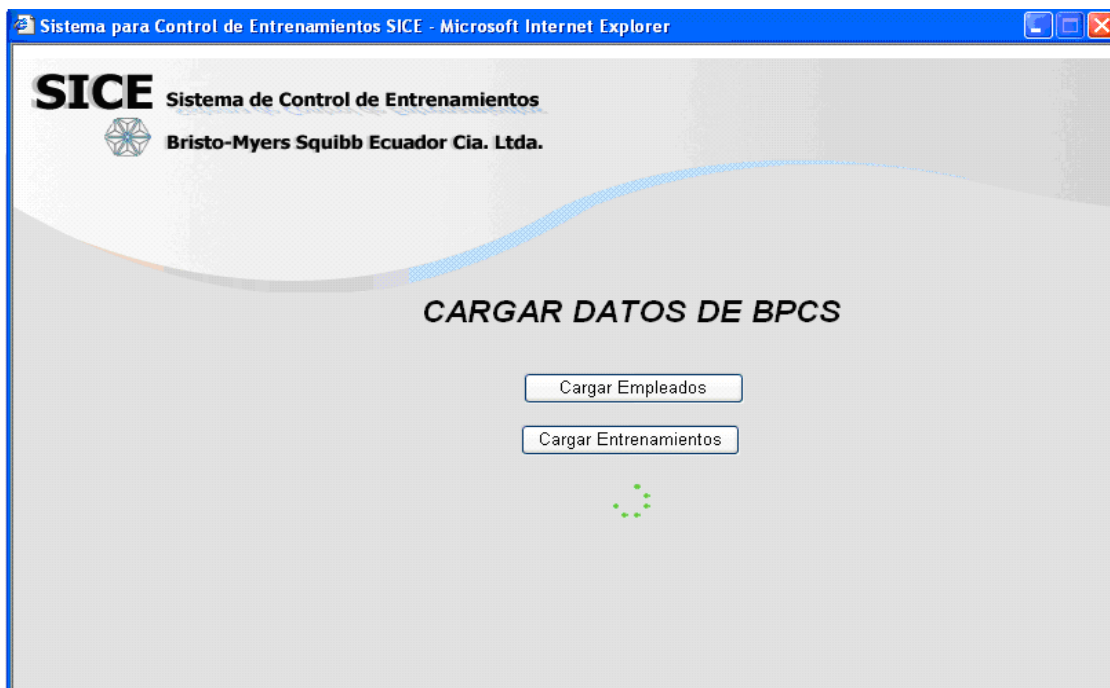 Sistema para Control de Entrenamientos SICE - Microsoft Internet Explorer
SICE Sistema de Control de Entrenamientos
Bristo-Myers Squibb Ecuador Cia. Ltda.
CARGAR DATOS DE BPCS
Cargar Empleados
Cargar Entrenamientos